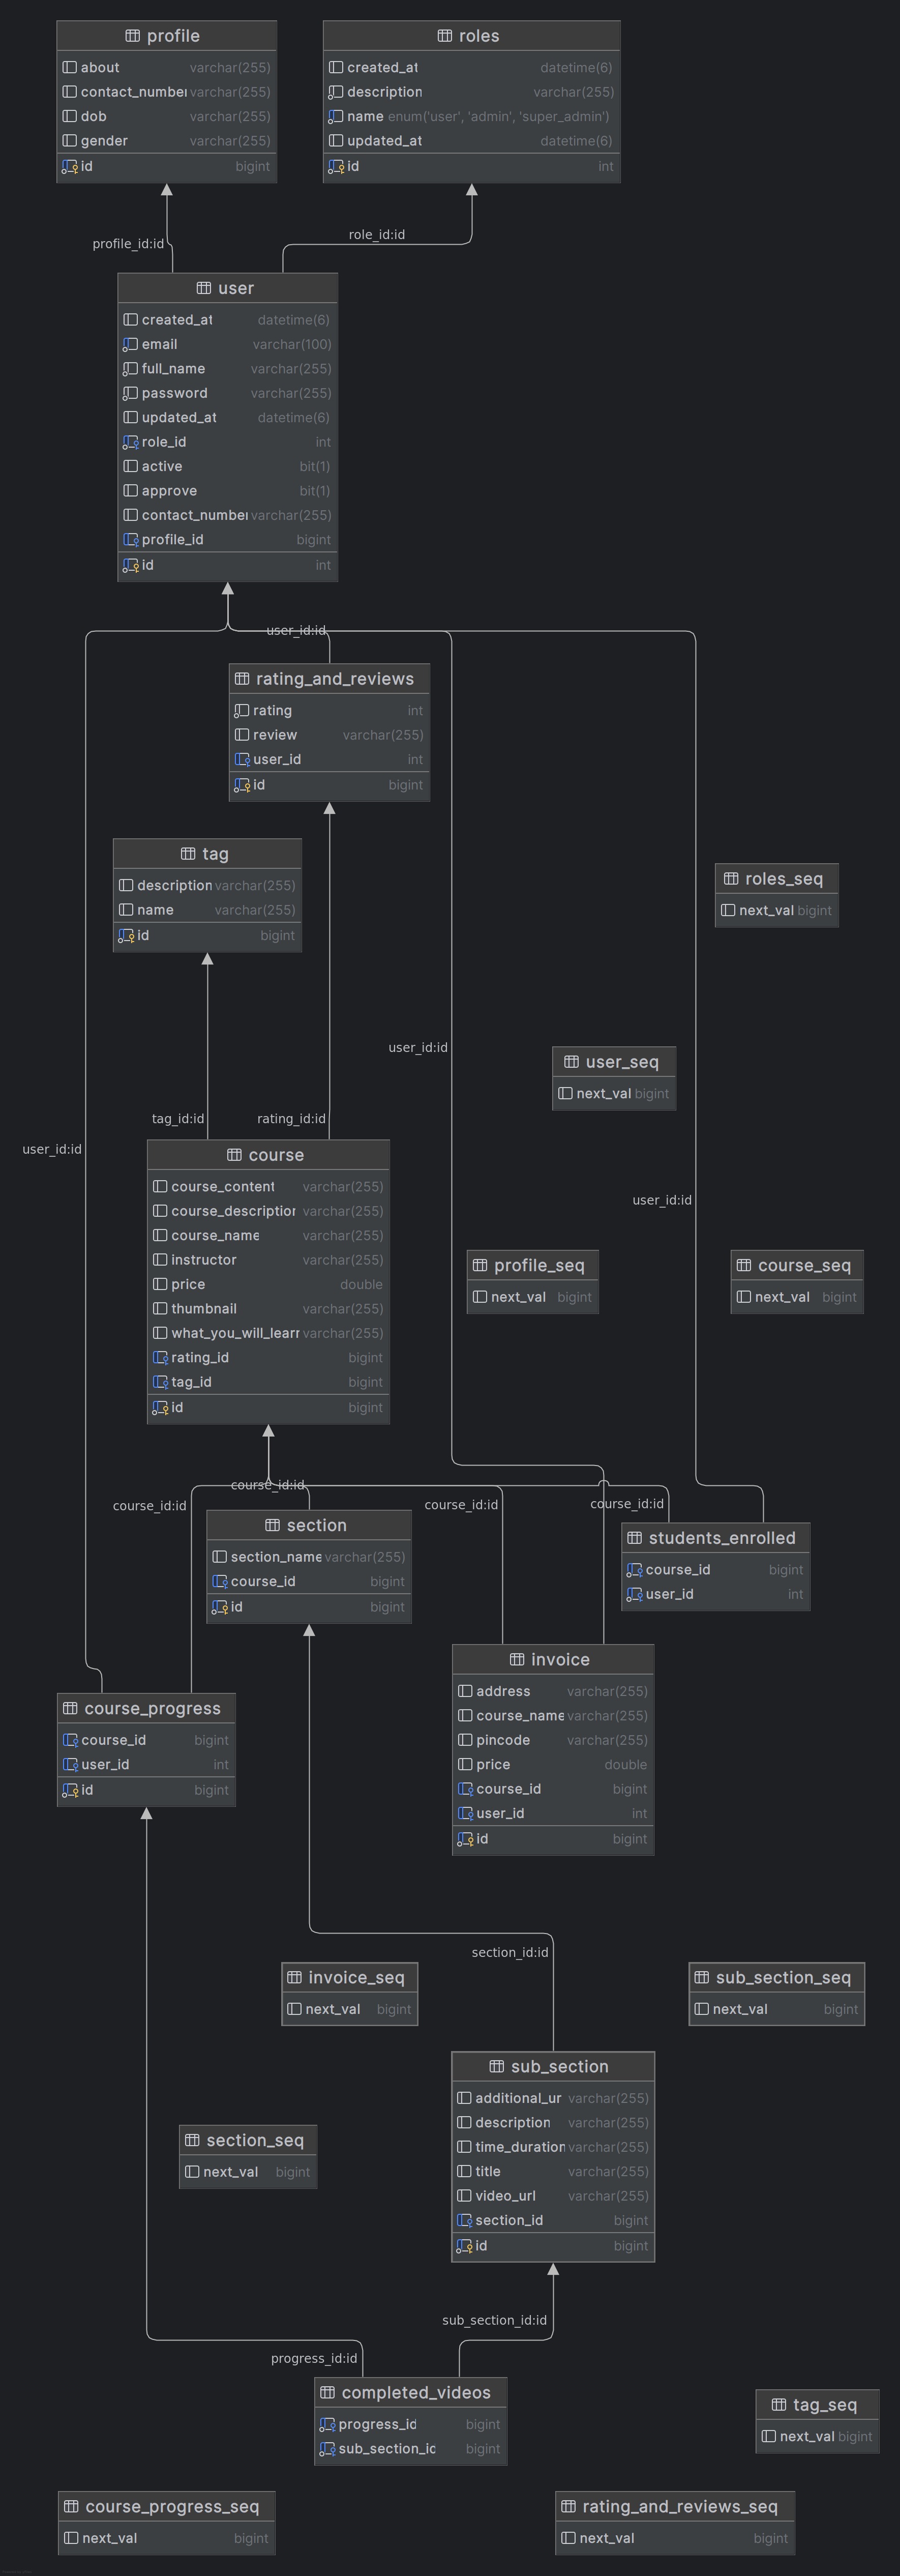 profile
about varchar(255)
contact_number varchar(255)
dob varchar(255)
gender varchar(255)
id bigint
roles
created_at datetime(6)
description varchar(255)
name enum('user', 'admin', 'super_admin')
updated_at datetime(6)
id int
profile_id:id
role_id:id
user
created_at datetime(6)
email varchar(100)
full_name varchar(255)
password varchar(255)
updated_at datetime(6)
role_id int
active bit(1)
approve bit(1)
contact_number varchar(255)
profile_id bigint
id int
user_id:id
rating_and_reviews
rating int
review varchar(255)
user_id int
id bigint
tag
description varchar(255)
name varchar(255)
id bigint
roles_seq
next_val bigint
user_id:id
user_seq
next_val bigint
tag_id:id
rating_id:id
user_id:id
user_id:id
course
course_content varchar(255)
course_description varchar(255)
course_name varchar(255)
instructor varchar(255)
price double
thumbnail varchar(255)
what_you_will_learn varchar(255)
rating_id bigint
tag_id bigint
id bigint
profile_seq
next_val bigint
course_seq
next_val bigint
course_id:id
course_id:id
course_id:id
course_id:id
section
section_name varchar(255)
course_id bigint
id bigint
students_enrolled
course_id bigint
user_id int
invoice
address varchar(255)
course_name varchar(255)
pincode varchar(255)
price double
course_id bigint
user_id int
id bigint
course_progress
course_id bigint
user_id int
id bigint
section_id:id
invoice_seq
next_val bigint
sub_section_seq
next_val bigint
sub_section
additional_ur varchar(255)
description varchar(255)
time_duration varchar(255)
title varchar(255)
video_url varchar(255)
section_id bigint
id bigint
section_seq
next_val bigint
sub_section_id:id
progress_id:id
completed_videos
progress_id bigint
sub_section_id bigint
tag_seq
next_val bigint
course_progress_seq
next_val bigint
rating_and_reviews_seq
next_val bigint